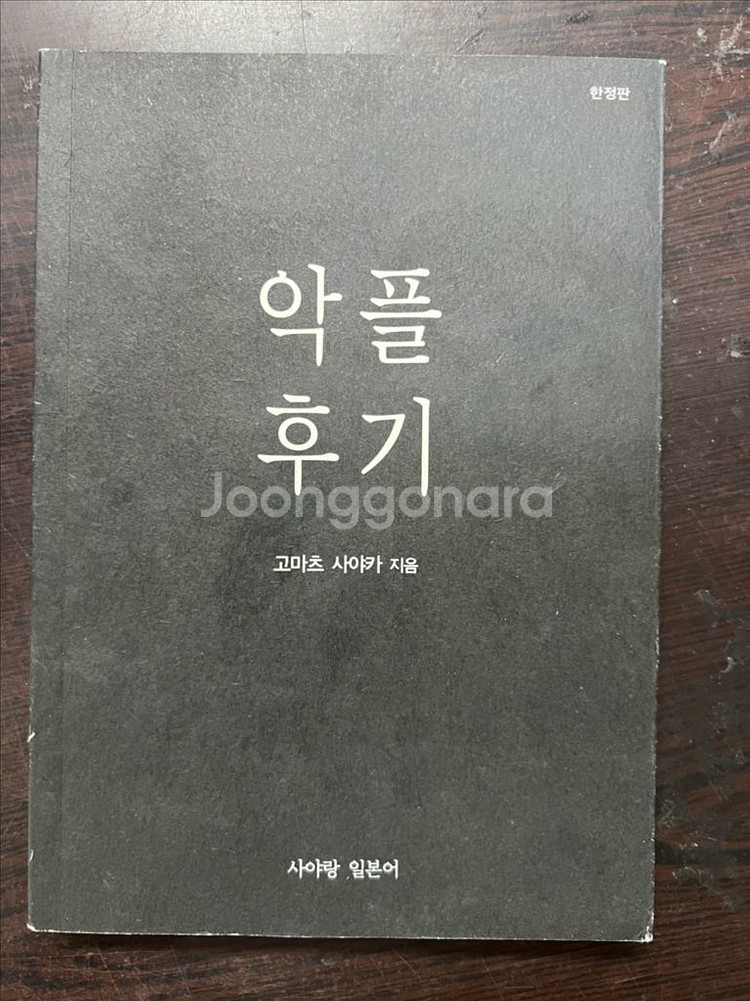 한정판
악플
후기
Joonggonara
고마츠 사야카 지음
사야랑 일본어